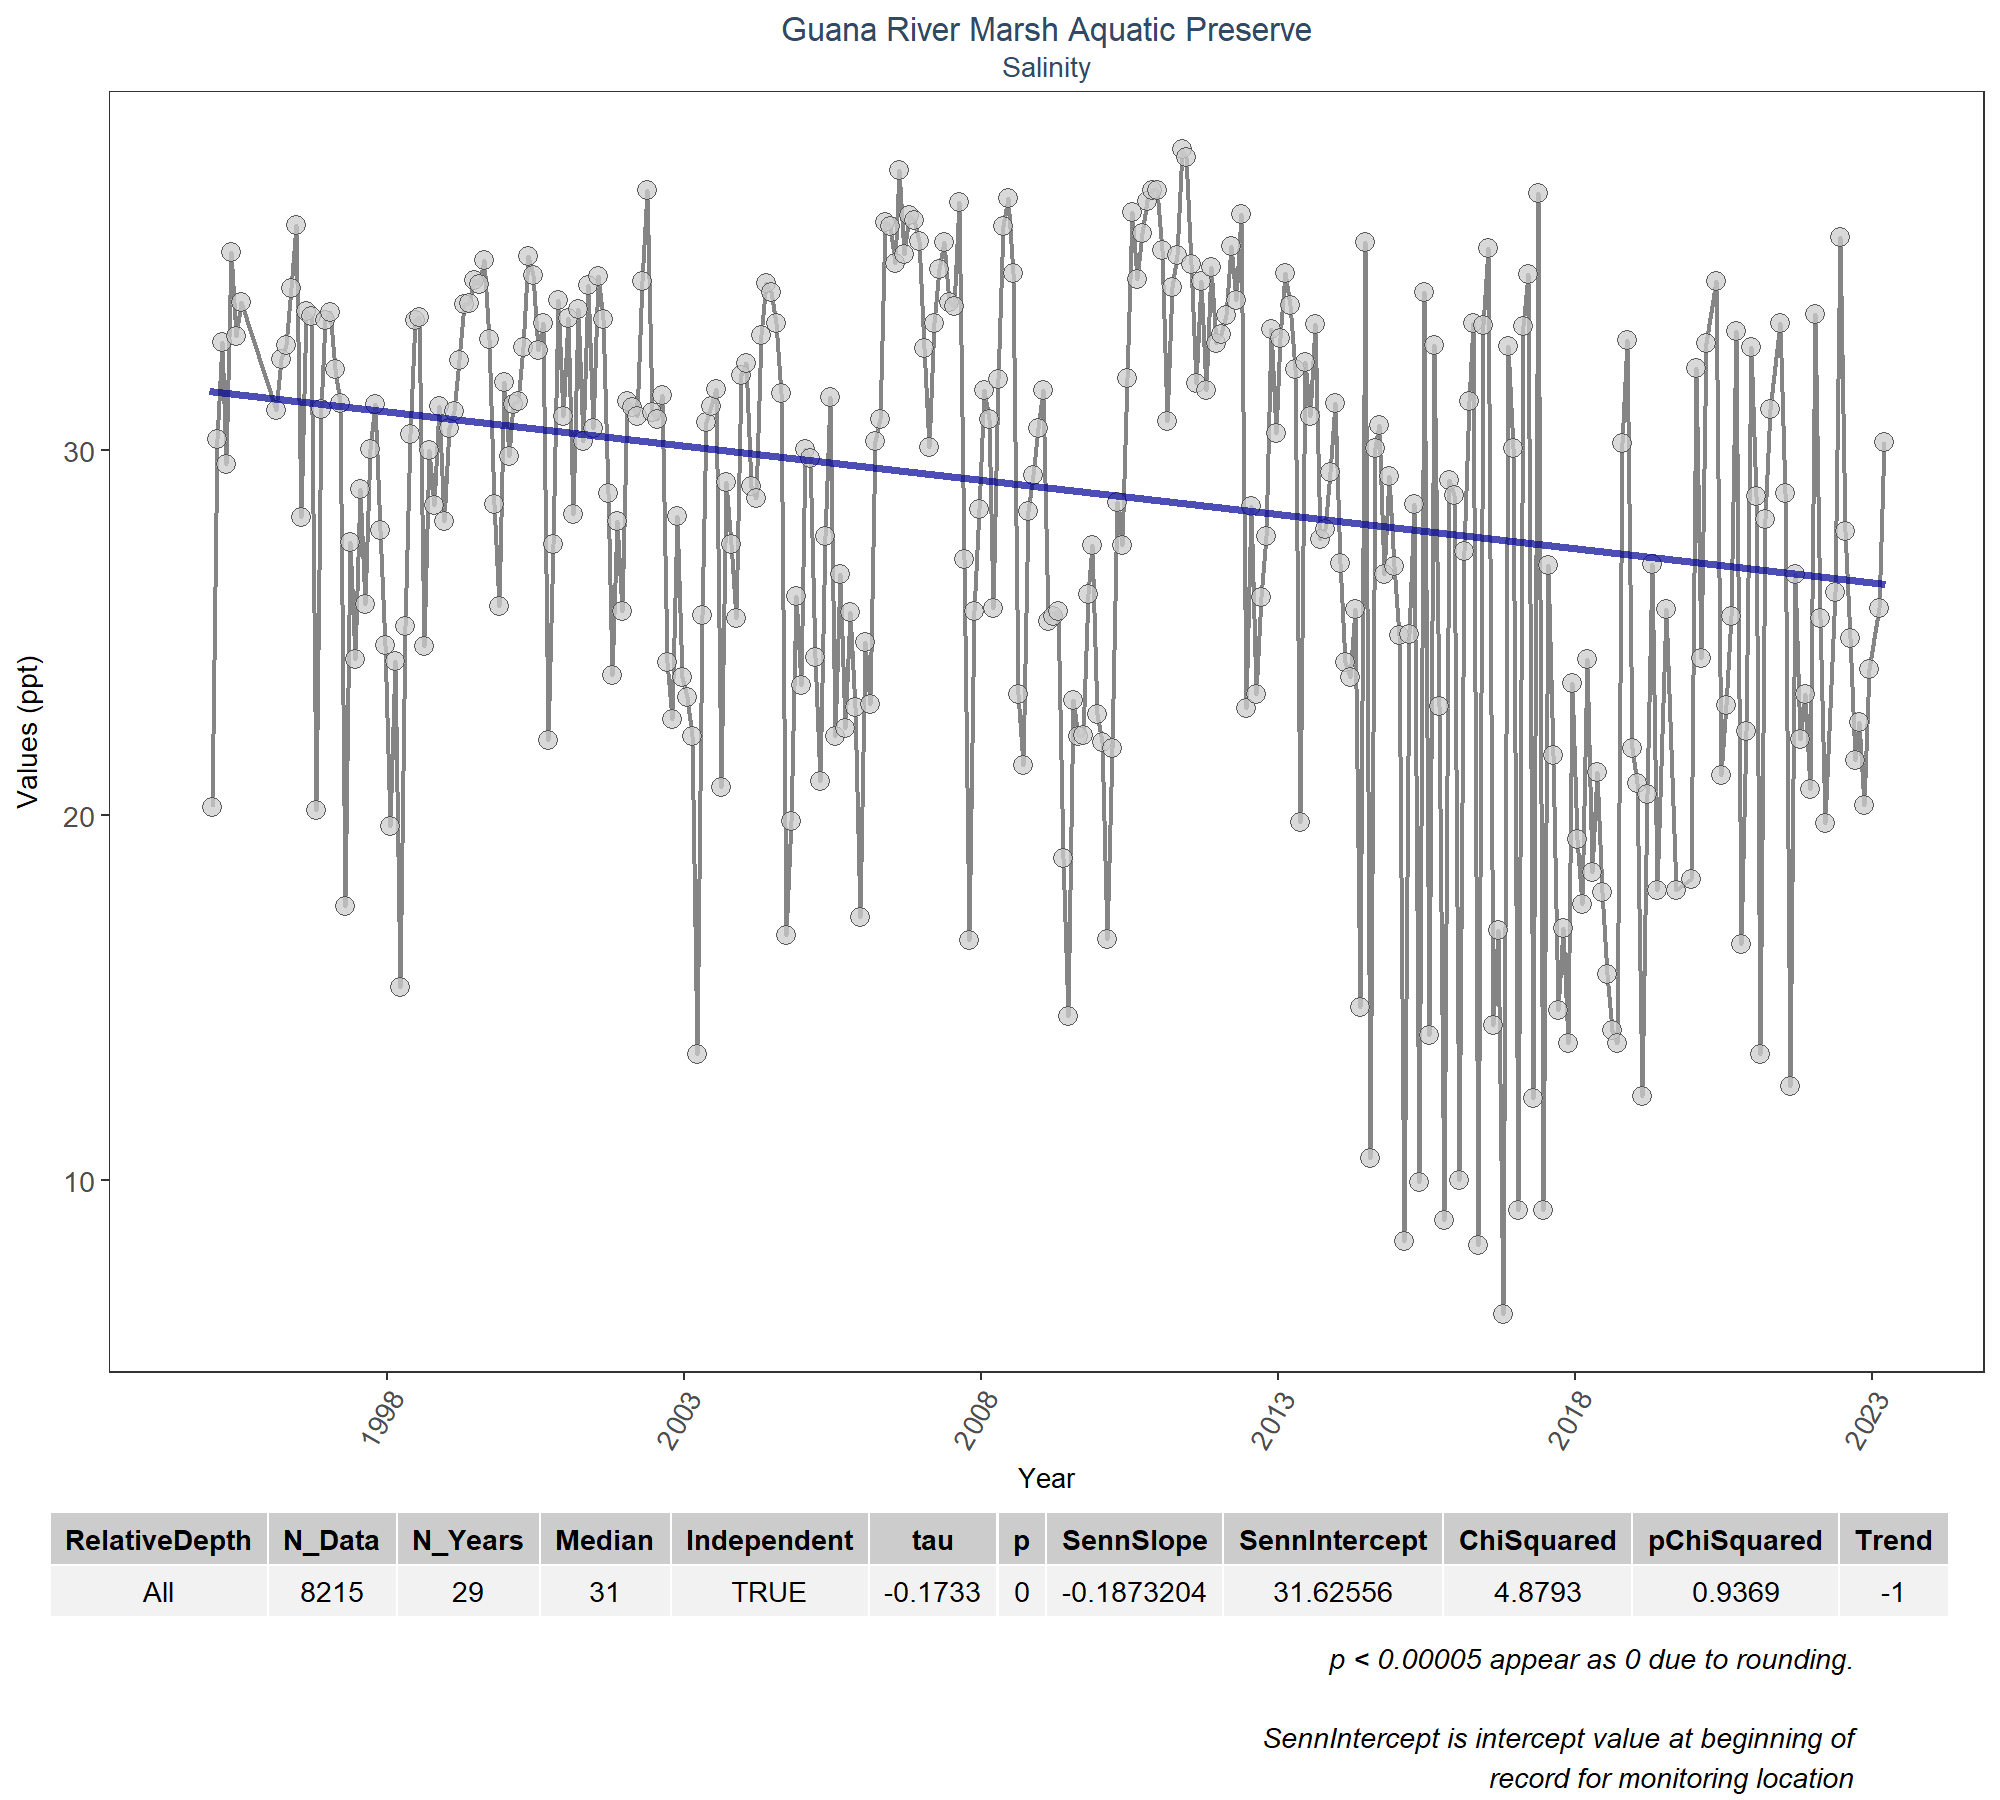 Guana River Marsh Aquatic Preserve
Salinity
Values (ppt)
30
20
10
1998 2003 2008 2013 2018 2023
Year
RelativeDepth N_Data N_Years Median Independent tau p SennSlope SennIntercept ChiSquared pChiSquared Trend
All 8215 29 31 TRUE -0.1733 0 -0.1873204 31.62556 4.8793 0.9369 -1
p < 0.00005 appear as 0 due to rounding.
SennIntercept is intercept value at beginning of
record for monitoring location